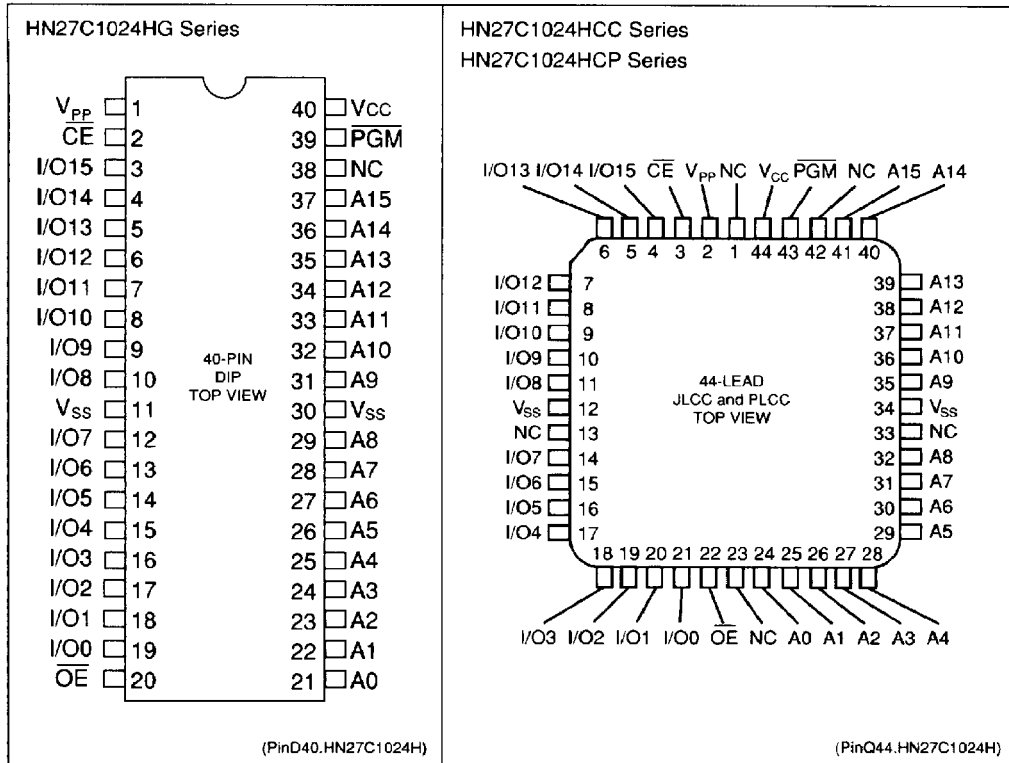 HN27C1024HG Series
VPP 1 40 VCC
CE 2 39 PGM
I/O15 3 38 NC
I/O14 4 37 A15
I/O13 5 36 A14
I/O12 6 35 A13
I/O11 7 34 A12
I/O10 8 33 A11
I/O9 9 32 A10
I/O8 10 31 A9
VSS 11 30 VSS
I/O7 12 29 A8
I/O6 13 28 A7
I/O5 14 27 A6
I/O4 15 26 A5
I/O3 16 25 A4
I/O2 17 24 A3
I/O1 18 23 A2
I/O0 19 22 A1
OE 20 21 A0
40-PIN
DIP
TOP VIEW
(PinD40.HN27C1024H)
HN27C1024HCC Series
HN27C1024HCP Series
I/O13 I/O14 I/O15 CE VPP NC VCC PGM NC A15 A14
6 5 4 3 2 1 44 43 42 41 40
I/O12 7 39 A13
I/O11 8 38 A12
I/O10 9 37 A11
I/O9 10 36 A10
I/O8 11 35 A9
VSS 12 34 VSS
NC 13 33 NC
I/O7 14 32 A8
I/O6 15 31 A7
I/O5 16 30 A6
I/O4 17 29 A5
44-LEAD
JLCC and PLCC
TOP VIEW
18 19 20 21 22 23 24 25 26 27 28
I/O3 I/O2 I/O1 I/O0 OE NC A0 A1 A2 A3 A4
(PinQ44.HN27C1024H)